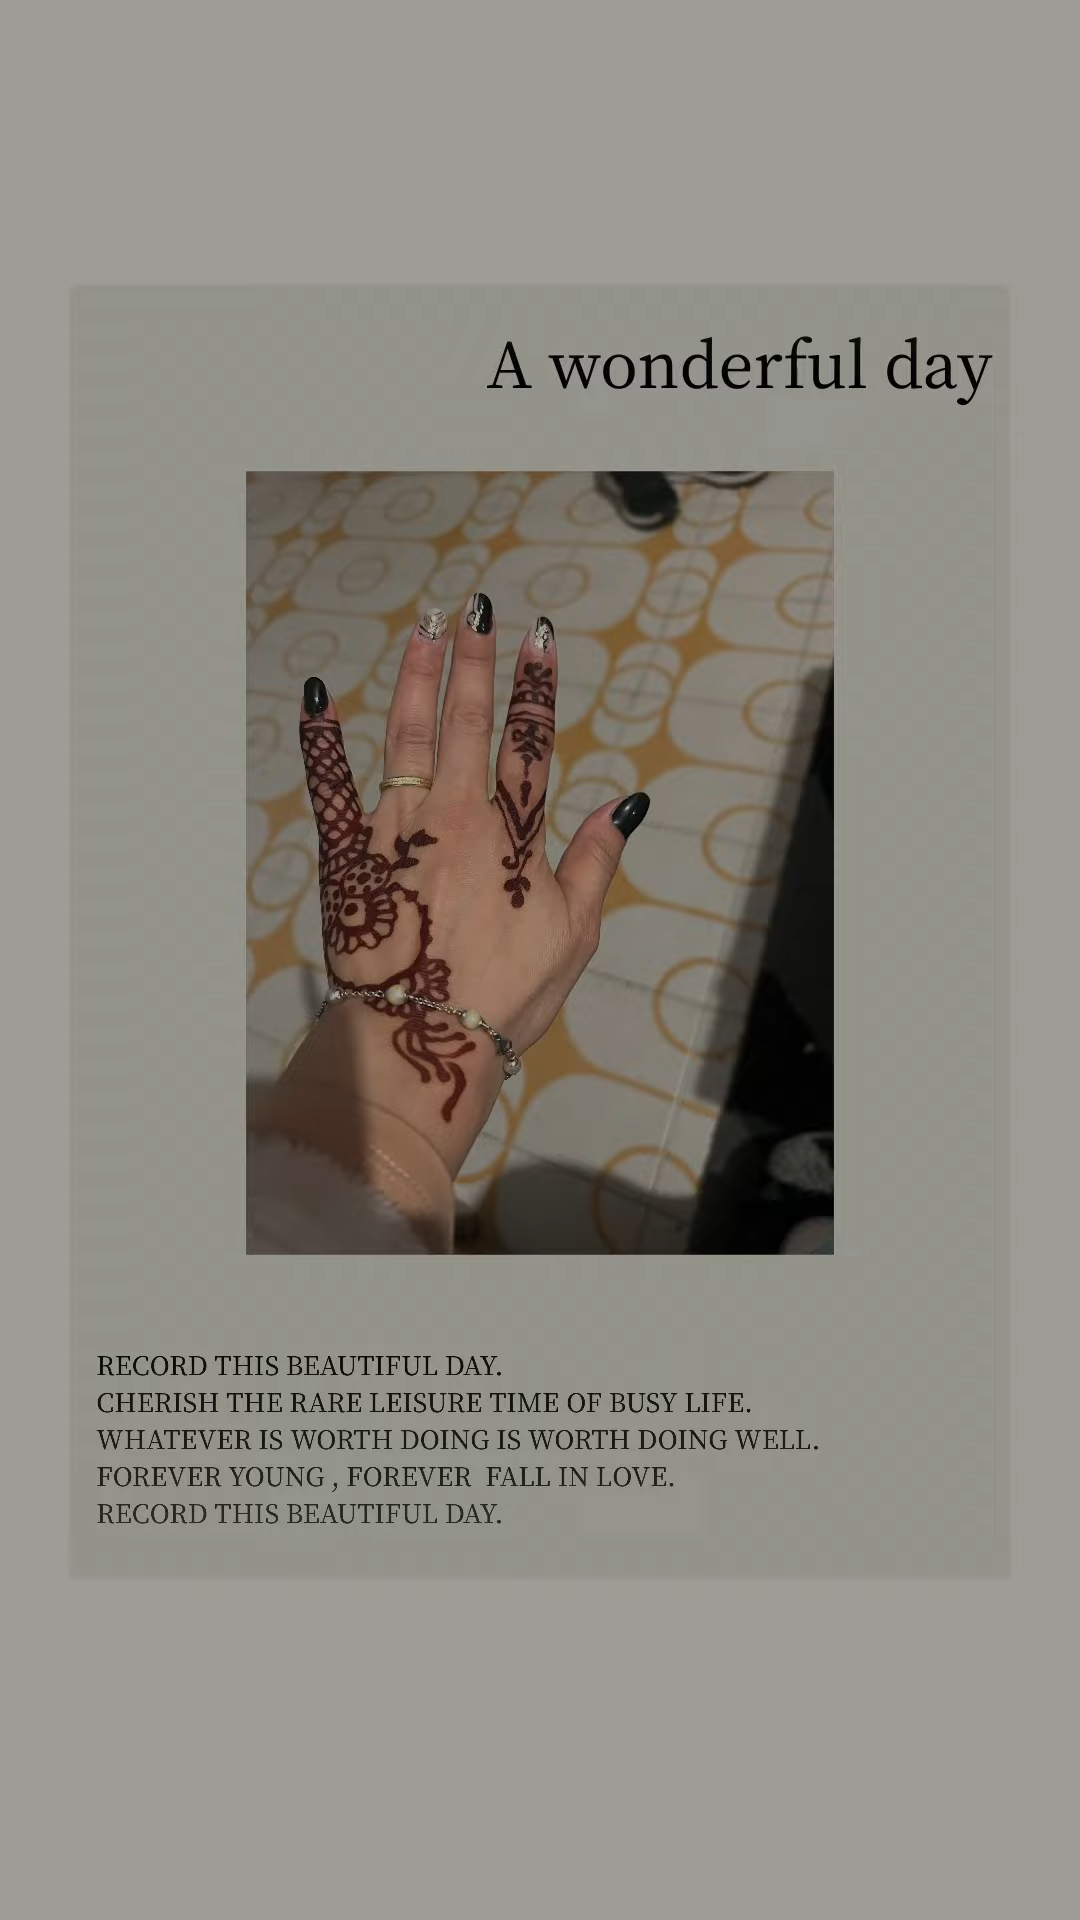 A wonderful day
RECORD THIS BEAUTIFUL DAY.
CHERISH THE RARE LEISURE TIME OF BUSY LIFE.
WHATEVER IS WORTH DOING IS WORTH DOING WELL.
FOREVER YOUNG , FOREVER  FALL IN LOVE.
RECORD THIS BEAUTIFUL DAY.